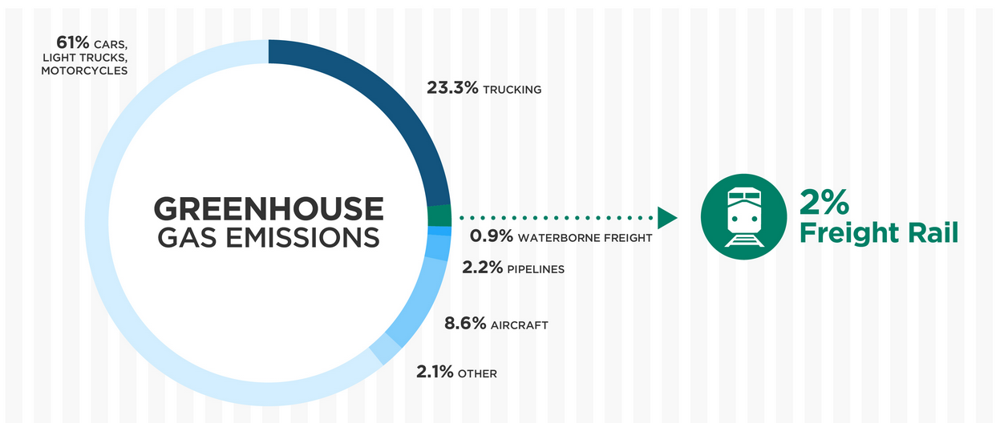 61% CARS,
LIGHT TRUCKS,
MOTORCYCLES
23.3% TRUCKING
GREENHOUSE
GAS EMISSIONS
2%
Freight Rail
0.9% WATERBORNE FREIGHT
2.2% PIPELINES
8.6% AIRCRAFT
2.1% OTHER